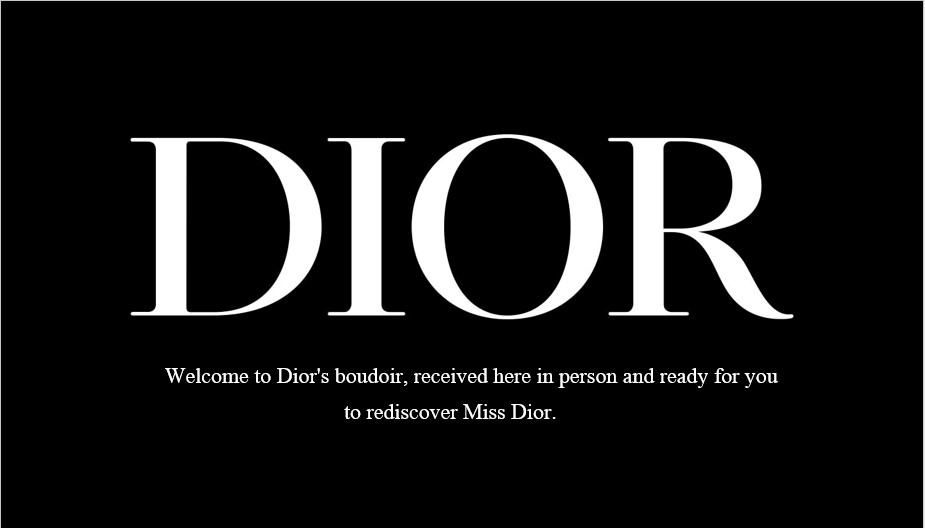 DIOR
Welcome to Dior's boudoir, received here in person and ready for you
to rediscover Miss Dior.